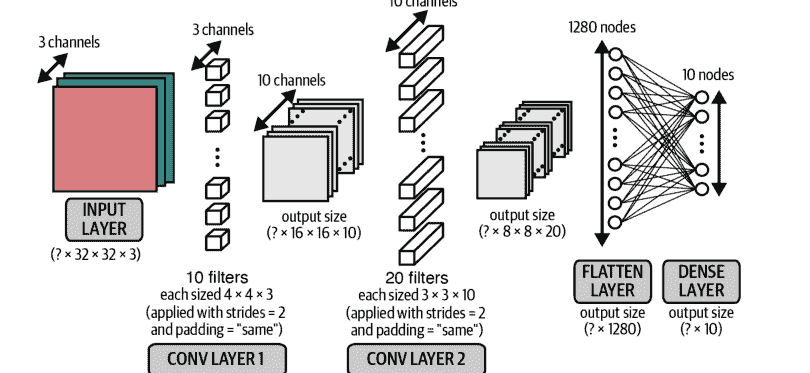 3 channels
INPUT
LAYER
(? × 32 × 32 × 3)
3 channels
10 filters
each sized 4 × 4 × 3
(applied with strides = 2
and padding = "same")
CONV LAYER 1
10 channels
output size
(? × 16 × 16 × 10)
10 channels
20 filters
each sized 3 × 3 × 10
(applied with strides = 2
and padding = "same")
CONV LAYER 2
output size
(? × 8 × 8 × 20)
1280 nodes
FLATTEN
LAYER
output size
(? × 1280)
10 nodes
DENSE
LAYER
output size
(? × 10)